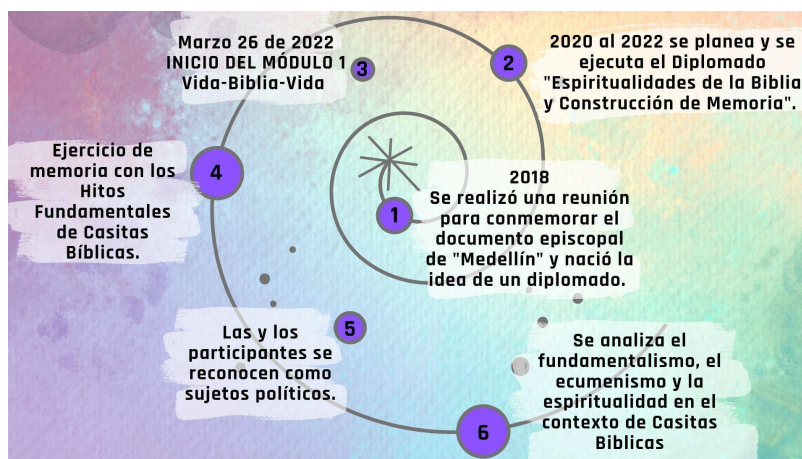 1
2018
Se realizó una reunión
para conmemorar el
documento episcopal
de "Medellín" y nació la
idea de un diplomado.
2
2020 al 2022 se planea y se
ejecuta el Diplomado
"Espiritualidades de la Biblia
y Construcción de Memoria".
3
Marzo 26 de 2022
INICIO DEL MÓDULO 1
Vida-Biblia-Vida
4
Ejercicio de
memoria con los
Hitos
Fundamentales
de Casitas
Bíblicas.
5
Las y los
participantes se
reconocen como
sujetos políticos.
6
Se analiza el
fundamentalismo, el
ecumenismo y la
espiritualidad en el
contexto de Casitas
Biblicas